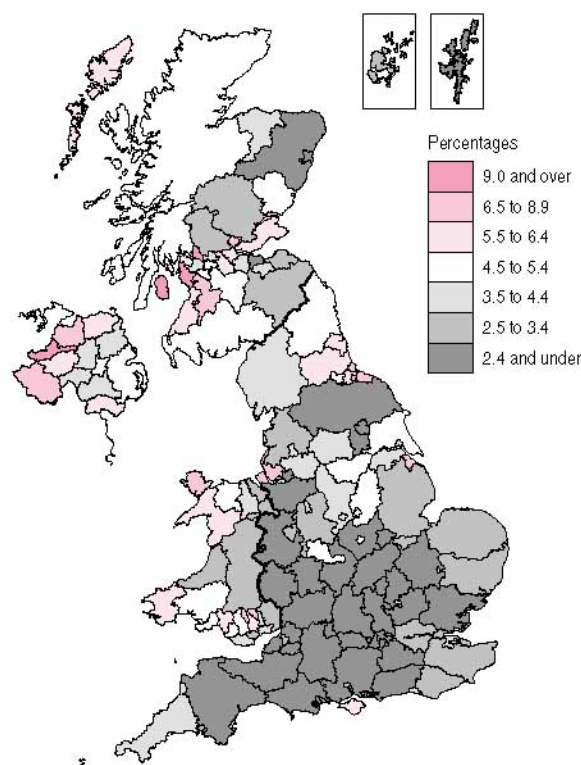 Percentages
9.0 and over
6.5 to 8.9
5.5 to 6.4
4.5 to 5.4
3.5 to 4.4
2.5 to 3.4
2.4 and under